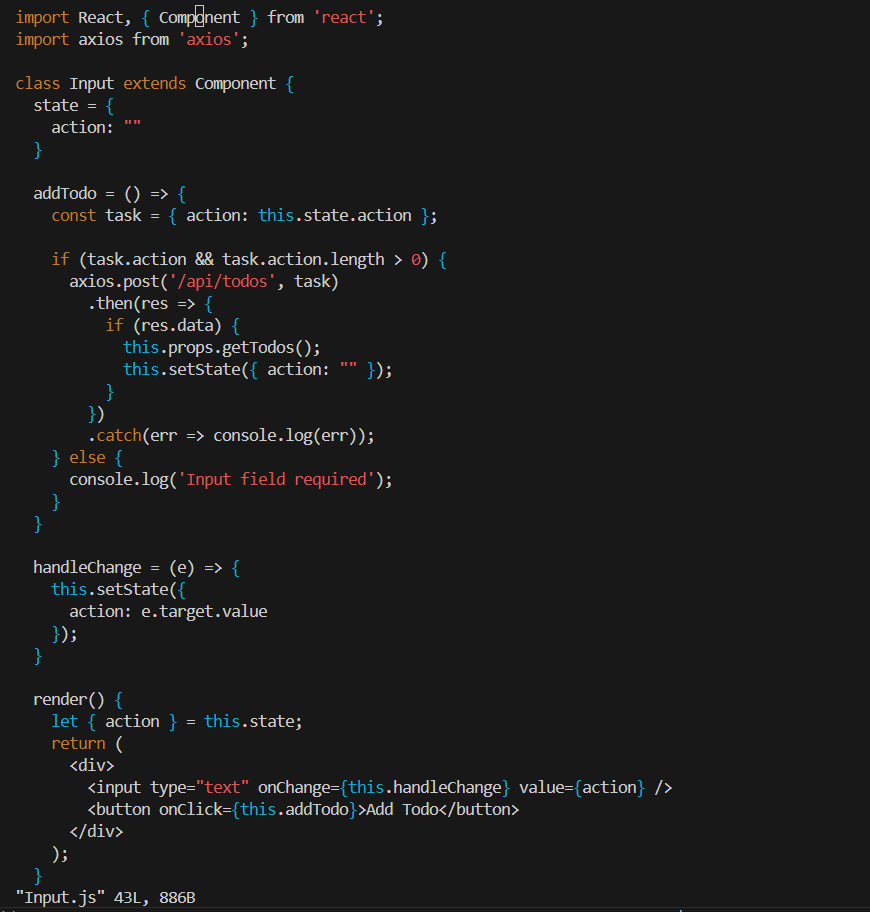 import React, { Component } from 'react';
import axios from 'axios';

class Input extends Component {
  state = {
    action: ""
  }

  addTodo = () => {
    const task = { action: this.state.action };

    if (task.action && task.action.length > 0) {
      axios.post('/api/todos', task)
        .then(res => {
          if (res.data) {
            this.props.getTodos();
            this.setState({ action: "" });
          }
        })
        .catch(err => console.log(err));
    } else {
      console.log('Input field required');
    }
  }

  handleChange = (e) => {
    this.setState({
      action: e.target.value
    });
  }

  render() {
    let { action } = this.state;
    return (
      <div>
        <input type="text" onChange={this.handleChange} value={action} />
        <button onClick={this.addTodo}>Add Todo</button>
      </div>
    );
  }
"Input.js" 43L, 886B